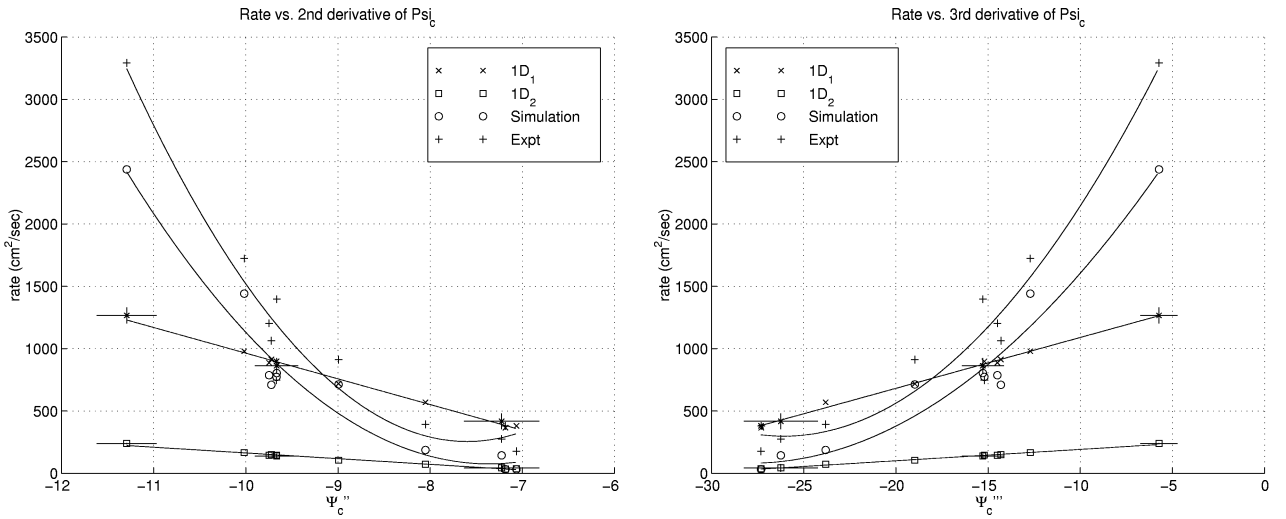 Rate vs. 2nd derivative of Psi_c
3500
3000
2500
2000
1500
1000
500
0
rate (cm²/sec)
1D_1
1D_2
Simulation
Expt
−12 −11 −10 −9 −8 −7 −6
Ψ_c''
Rate vs. 3rd derivative of Psi_c
3500
3000
2500
2000
1500
1000
500
0
rate (cm²/sec)
1D_1
1D_2
Simulation
Expt
−30 −25 −20 −15 −10 −5 0
Ψ_c'''